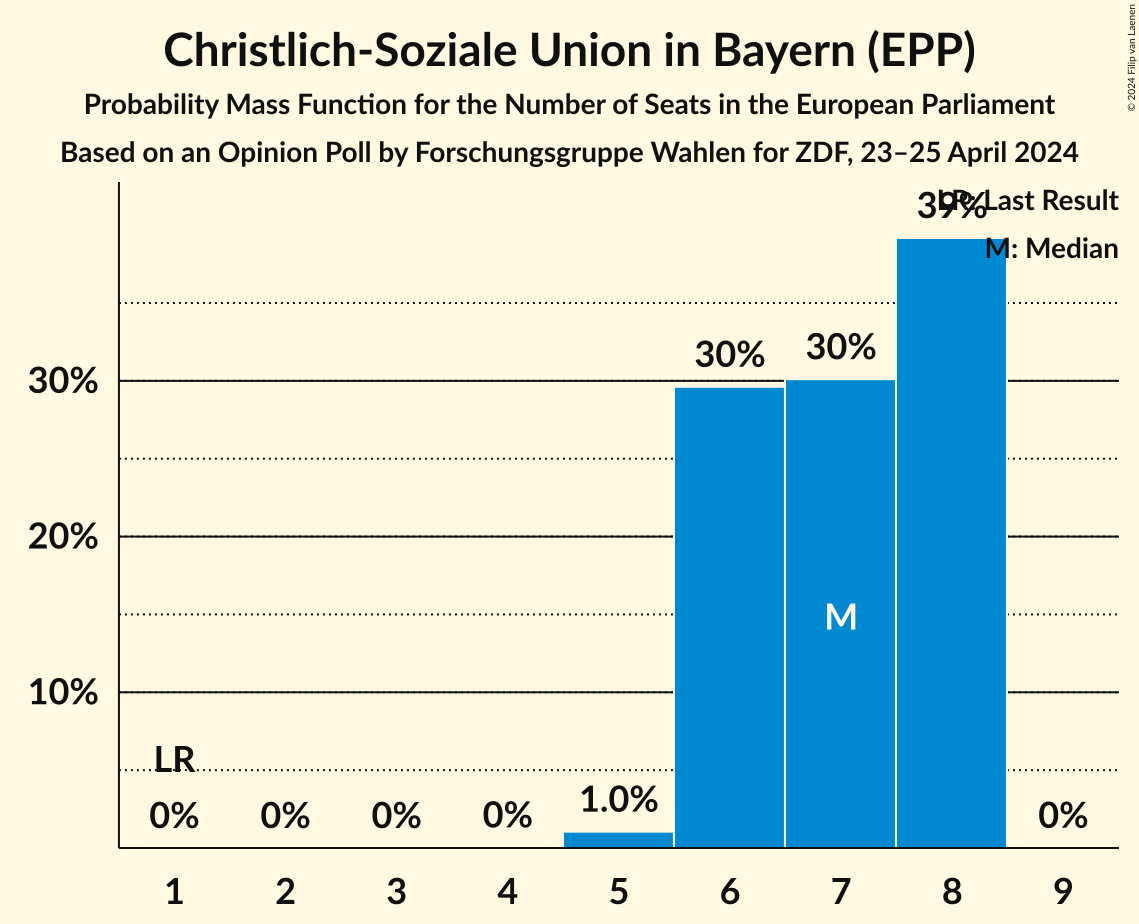 Christlich-Soziale Union in Bayern (EPP)
Probability Mass Function for the Number of Seats in the European Parliament
Based on an Opinion Poll by Forschungsgruppe Wahlen for ZDF, 23–25 April 2024
© 2024 Filip van Laenen
LR: Last Result
M: Median
39%
30%
30%
30%
20%
10%
M
LR
0%
0%
0%
0%
1.0%
0%
1 2 3 4 5 6 7 8 9